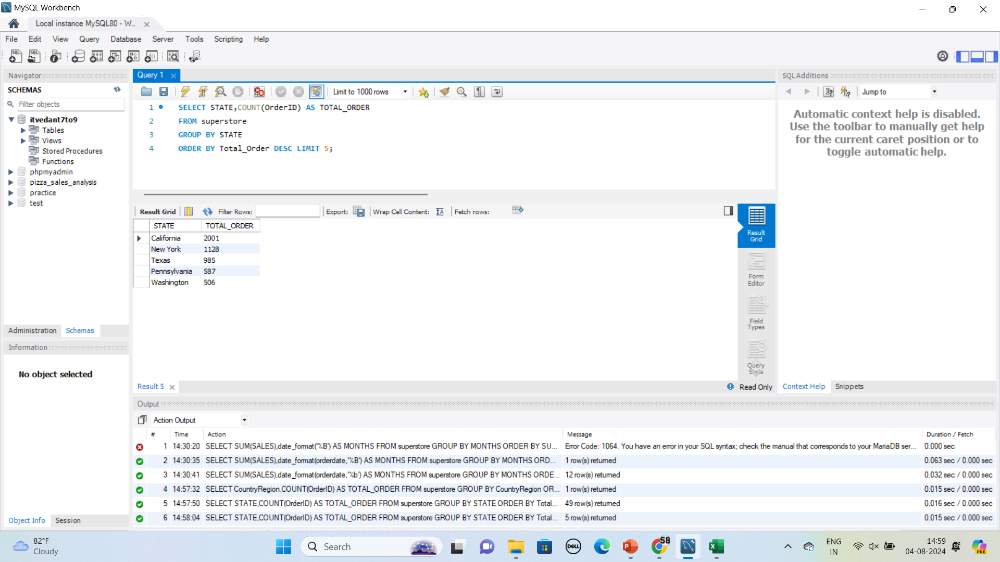 MySQL Workbench
Local instance MySQL80 - W...
File Edit View Query Database Server Tools Scripting Help
Navigator
SCHEMAS
Filter objects
itvedant7to9
Tables
Views
Stored Procedures
Functions
phpmyadmin
pizza_sales_analysis
practice
test
Administration Schemas
Information
No object selected
Object Info Session
Query 1
Limit to 1000 rows
1 SELECT STATE,COUNT(OrderID) AS TOTAL_ORDER
2 FROM superstore
3 GROUP BY STATE
4 ORDER BY Total_Order DESC LIMIT 5;
Result Grid Filter Rows: Export: Wrap Cell Content: Fetch rows:
STATE TOTAL_ORDER
California 2001
New York 1128
Texas 985
Pennsylvania 587
Washington 506
Result
Grid
Form
Editor
Field
Types
Query
Stats
Result 5
Read Only
SQLAdditions
Jump to
Automatic context help is disabled.
Use the toolbar to manually get help
for the current caret position or to
toggle automatic help.
Context Help Snippets
Output
Action Output
# Time Action Message Duration / Fetch
1 14:30:20 SELECT SUM(SALES),date_format("%B") AS MONTHS FROM superstore GROUP BY MONTHS ORDER BY SU... Error Code: 1064. You have an error in your SQL syntax; check the manual that corresponds to your MariaDB ser... 0.000 sec
2 14:30:35 SELECT SUM(SALES),date_format(orderdate,"%B") AS MONTHS FROM superstore GROUP BY MONTHS ORD... 1 row(s) returned 0.063 sec / 0.000 sec
3 14:30:41 SELECT SUM(SALES),date_format(orderdate,"%b") AS MONTHS FROM superstore GROUP BY MONTHS ORDE... 12 row(s) returned 0.032 sec / 0.000 sec
4 14:57:32 SELECT CountryRegion,COUNT(OrderID) AS TOTAL_ORDER FROM superstore GROUP BY CountryRegion OR... 1 row(s) returned 0.015 sec / 0.000 sec
5 14:57:50 SELECT STATE,COUNT(OrderID) AS TOTAL_ORDER FROM superstore GROUP BY STATE ORDER BY Total... 49 row(s) returned 0.016 sec / 0.000 sec
6 14:58:04 SELECT STATE,COUNT(OrderID) AS TOTAL_ORDER FROM superstore GROUP BY STATE ORDER BY Total... 5 row(s) returned 0.015 sec / 0.000 sec
82°F
Cloudy
Search
DELL
58
ENG
IN
14:59
04-08-2024
PRE